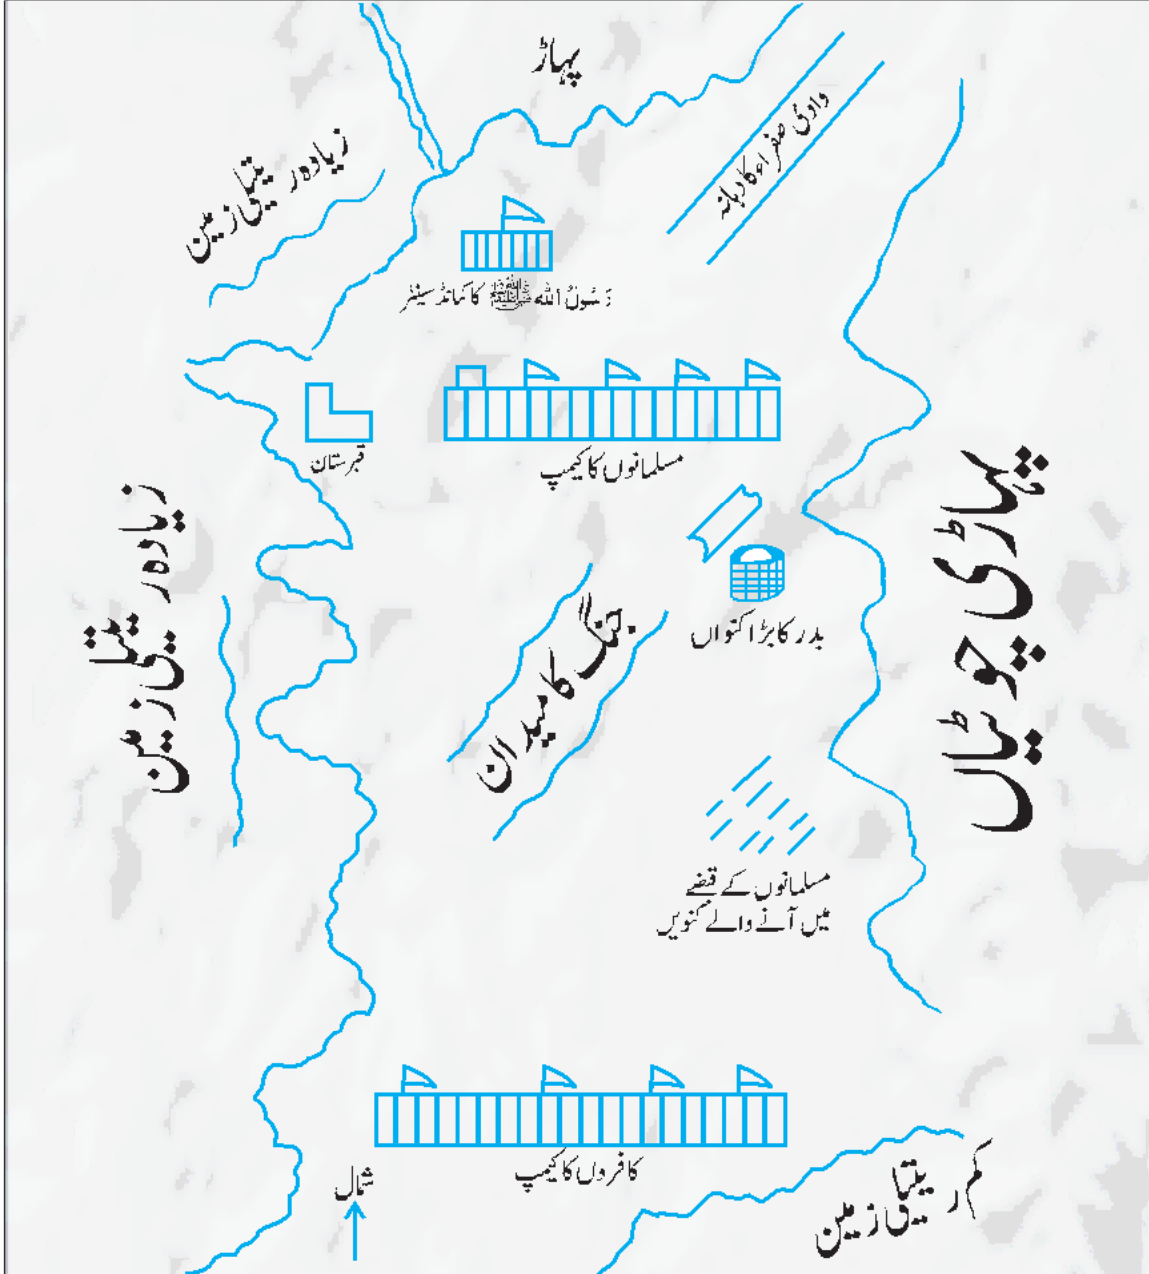 پہاڑ
وادی صفراء کا دہانہ
زیادہ ریتیلی زمین
رَسُولُ اللہ ﷺ کا کمانڈ سینٹر
مسلمانوں کا کیمپ
قبرستان
پہاڑی چوٹیاں
زیادہ ریتیلی زمین
بدر کا بڑا کنواں
جنگ کا میدان
مسلمانوں کے قبضے
میں آنے والے کنویں
کافروں کا کیمپ
شمال
کم ریتیلی زمین